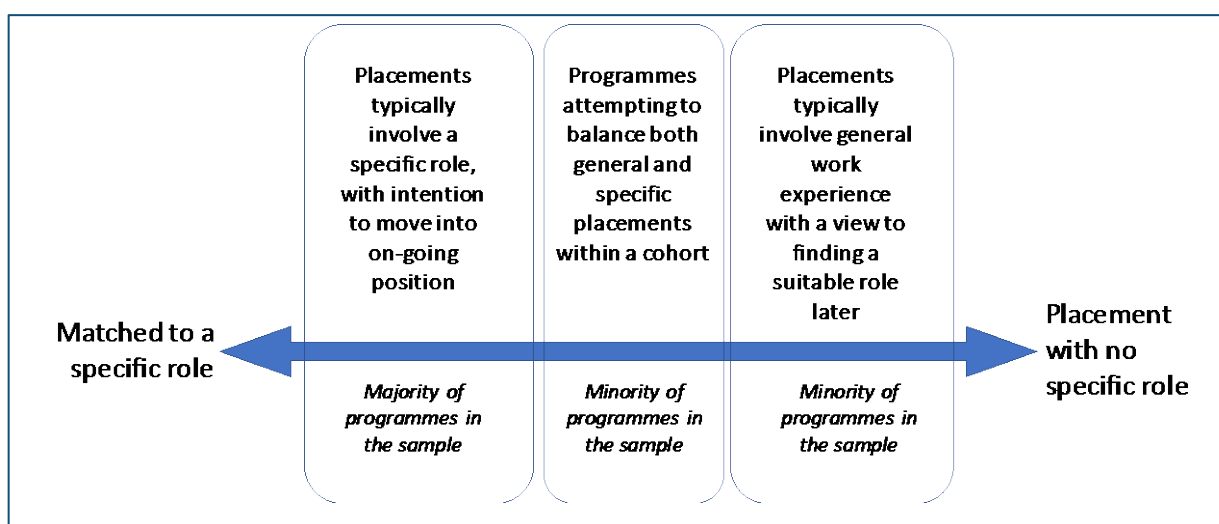 Placements
typically
involve a
specific role,
with intention
to move into
on-going
position
Programmes
attempting to
balance both
general and
specific
placements
within a cohort
Placements
typically
involve general
work
experience
with a view to
finding a
suitable role
later
Matched to a
specific role
Placement
with no
specific role
Majority of
programmes in
the sample
Minority of
programmes in
the sample
Minority of
programmes in
the sample